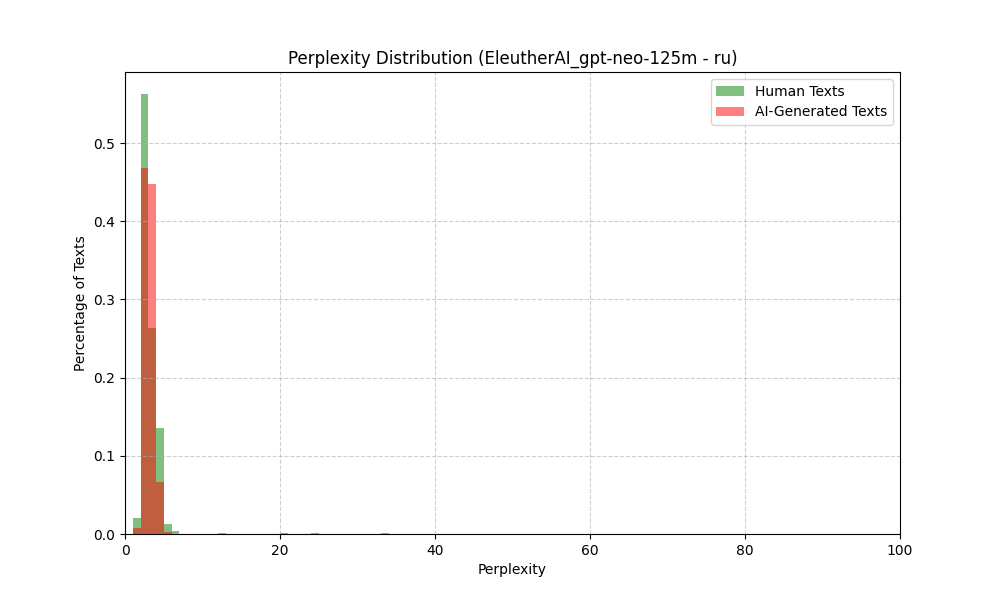 Perplexity Distribution (EleutherAI_gpt-neo-125m - ru)
Human Texts
AI-Generated Texts
Percentage of Texts
0.5
0.4
0.3
0.2
0.1
0.0
0 20 40 60 80 100
Perplexity